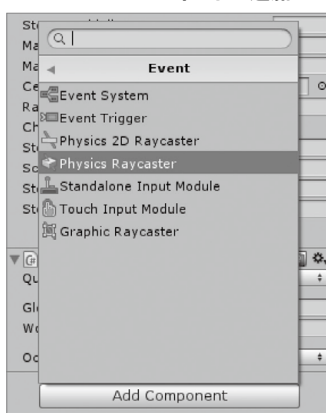 Event
Event System
Event Trigger
Physics 2D Raycaster
Physics Raycaster
Standalone Input Module
Touch Input Module
Graphic Raycaster
Add Component